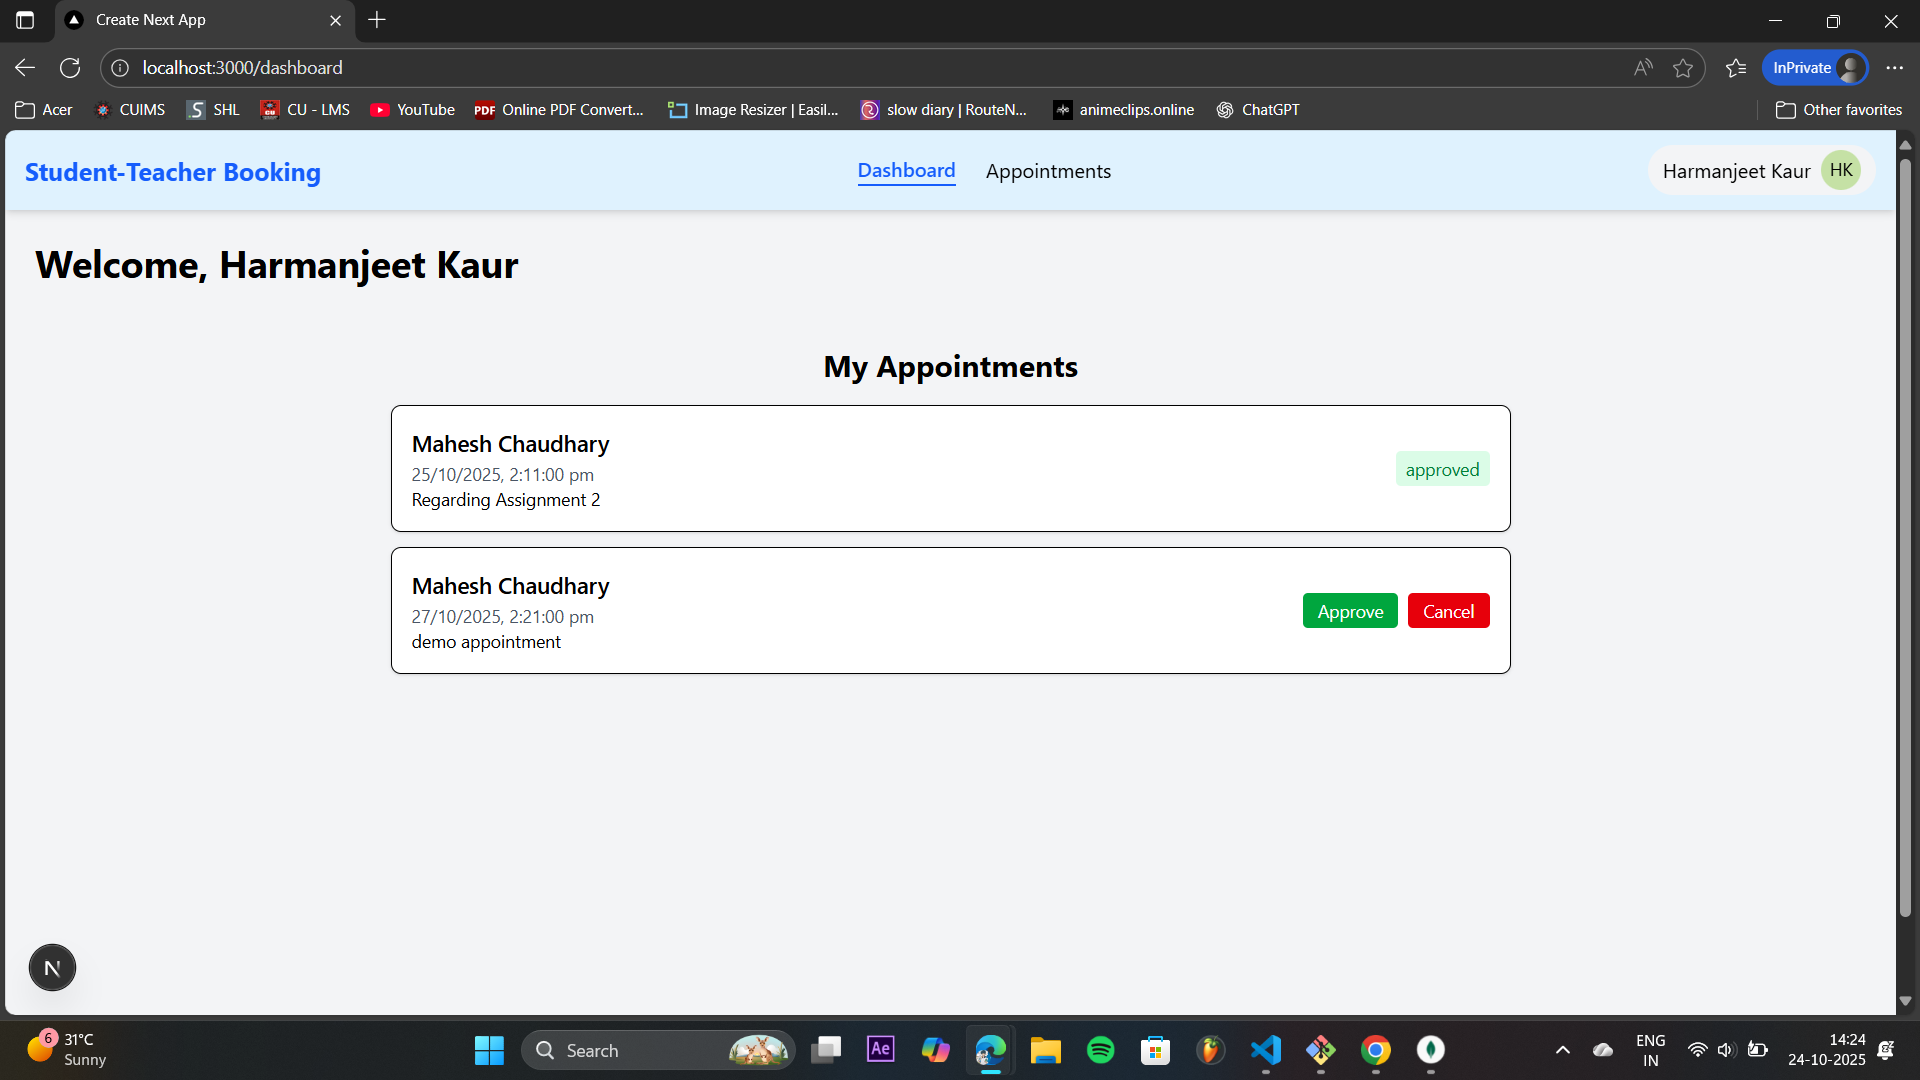 Create Next App
localhost:3000/dashboard
InPrivate
Acer
CUIMS
SHL
CU - LMS
YouTube
PDF Online PDF Convert...
Image Resizer | Easil...
slow diary | RouteN...
animeclips.online
ChatGPT
Other favorites
Student-Teacher Booking
Dashboard
Appointments
Harmanjeet Kaur HK
Welcome, Harmanjeet Kaur
My Appointments
Mahesh Chaudhary
25/10/2025, 2:11:00 pm
Regarding Assignment 2
approved
Mahesh Chaudhary
27/10/2025, 2:21:00 pm
demo appointment
Approve
Cancel
N
6
31°C
Sunny
Search
Ae
ENG
IN
14:24
24-10-2025